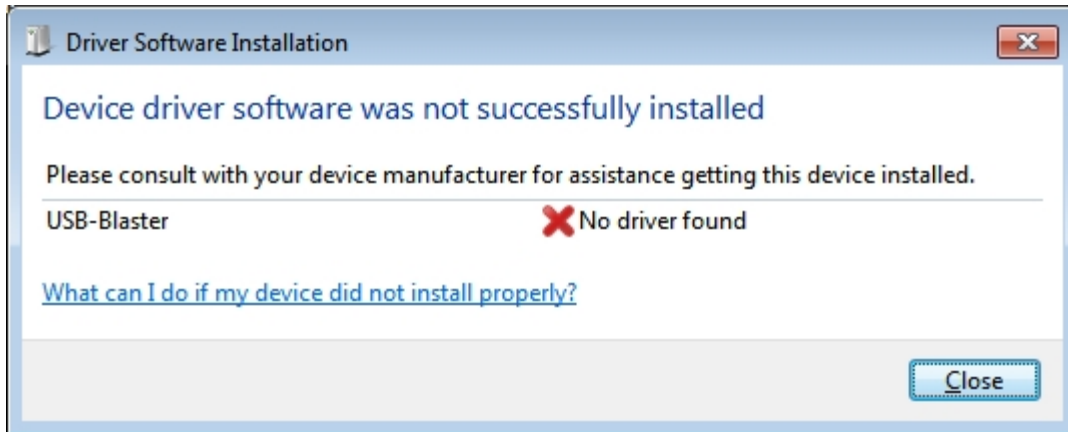 Driver Software Installation
Device driver software was not successfully installed
Please consult with your device manufacturer for assistance getting this device installed.
USB-Blaster No driver found
What can I do if my device did not install properly?
Close